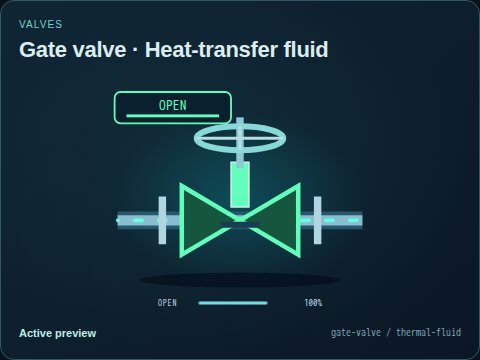 VALVES
Gate valve · Heat-transfer fluid
OPEN
OPEN 100%
Active preview gate-valve / thermal-fluid